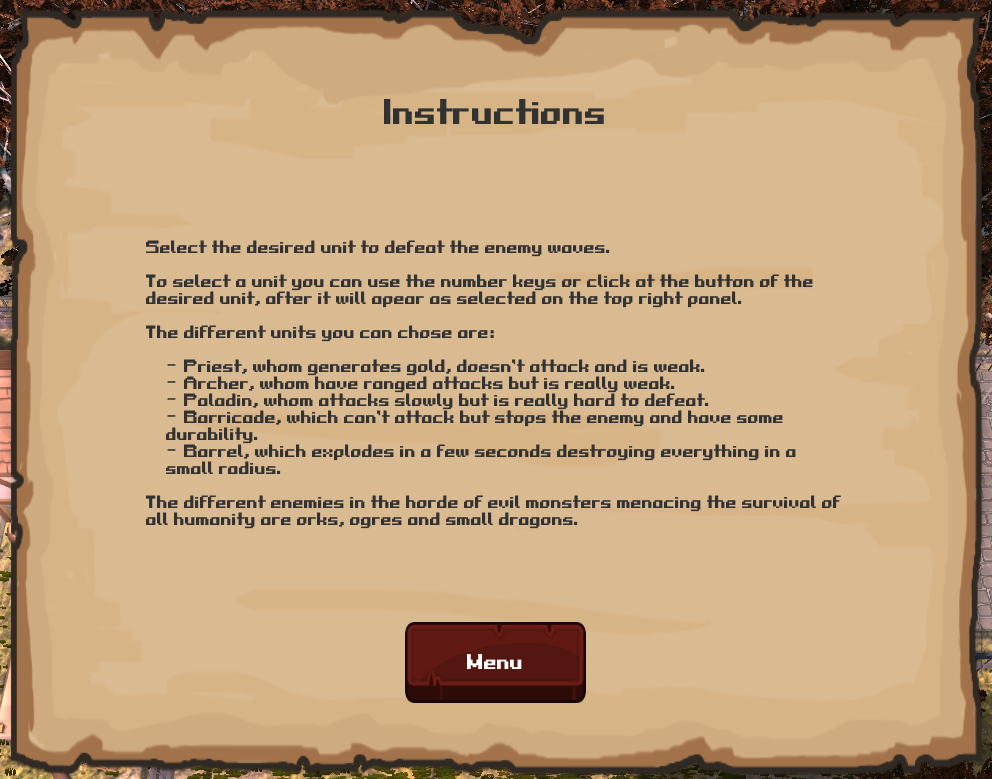 Instructions
Select the desired unit to defeat the enemy waves.
To select a unit you can use the number keys or click at the button of the
desired unit, after it will apear as selected on the top right panel.
The different units you can chose are:
- Priest, whom generates gold, doesn't attack and is weak.
- Archer, whom have ranged attacks but is really weak.
- Paladin, whom attacks slowly but is really hard to defeat.
- Barricade, which can't attack but stops the enemy and have some
durability.
- Barrel, which explodes in a few seconds destroying everything in a
small radius.
The different enemies in the horde of evil monsters menacing the survival of
all humanity are orks, ogres and small dragons.
Menu